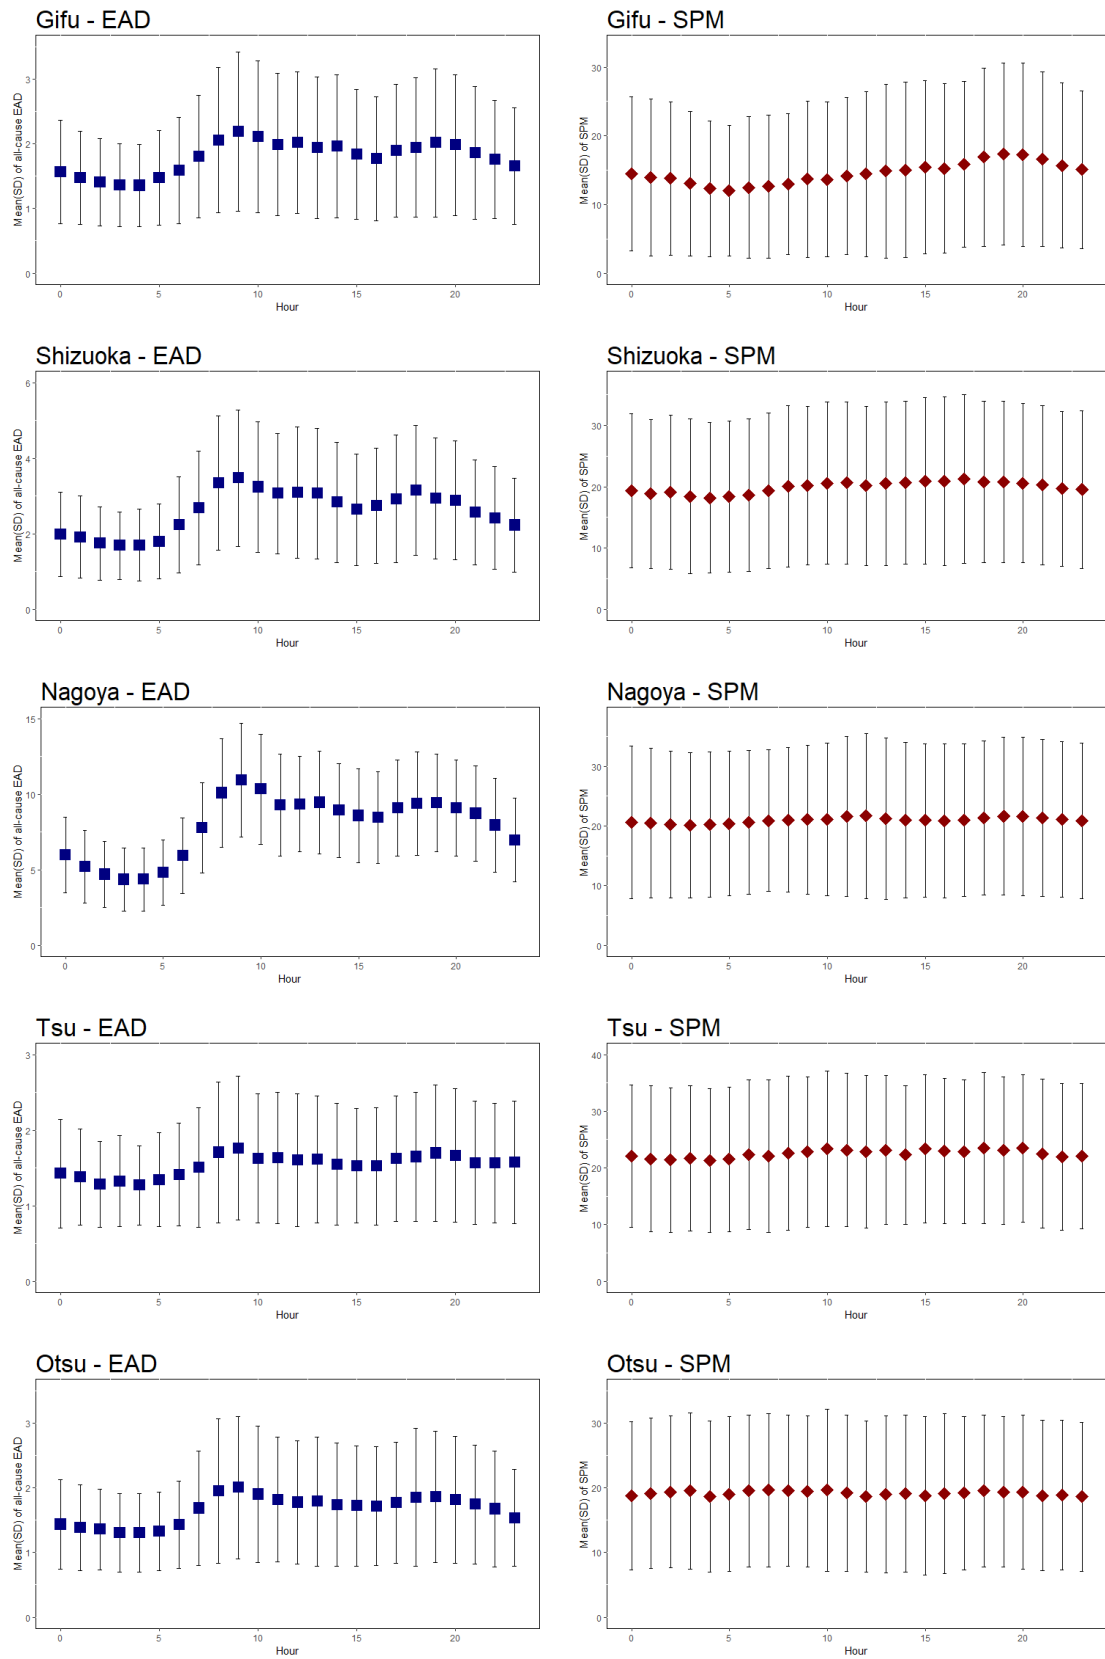 Gifu - EAD
Mean(SD) of all-cause EAD
3
2
1
0
0 5 10 15 20
Hour
Gifu - SPM
Mean(SD) of SPM
30
20
10
0
0 5 10 15 20
Hour
Shizuoka - EAD
Mean(SD) of all-cause EAD
6
4
2
0
0 5 10 15 20
Hour
Shizuoka - SPM
Mean(SD) of SPM
30
20
10
0
0 5 10 15 20
Hour
Nagoya - EAD
Mean(SD) of all-cause EAD
15
10
5
0
0 5 10 15 20
Hour
Nagoya - SPM
Mean(SD) of SPM
30
20
10
0
0 5 10 15 20
Hour
Tsu - EAD
Mean(SD) of all-cause EAD
3
2
1
0
0 5 10 15 20
Hour
Tsu - SPM
Mean(SD) of SPM
40
30
20
10
0
0 5 10 15 20
Hour
Otsu - EAD
Mean(SD) of all-cause EAD
3
2
1
0
0 5 10 15 20
Hour
Otsu - SPM
Mean(SD) of SPM
30
20
10
0
0 5 10 15 20
Hour